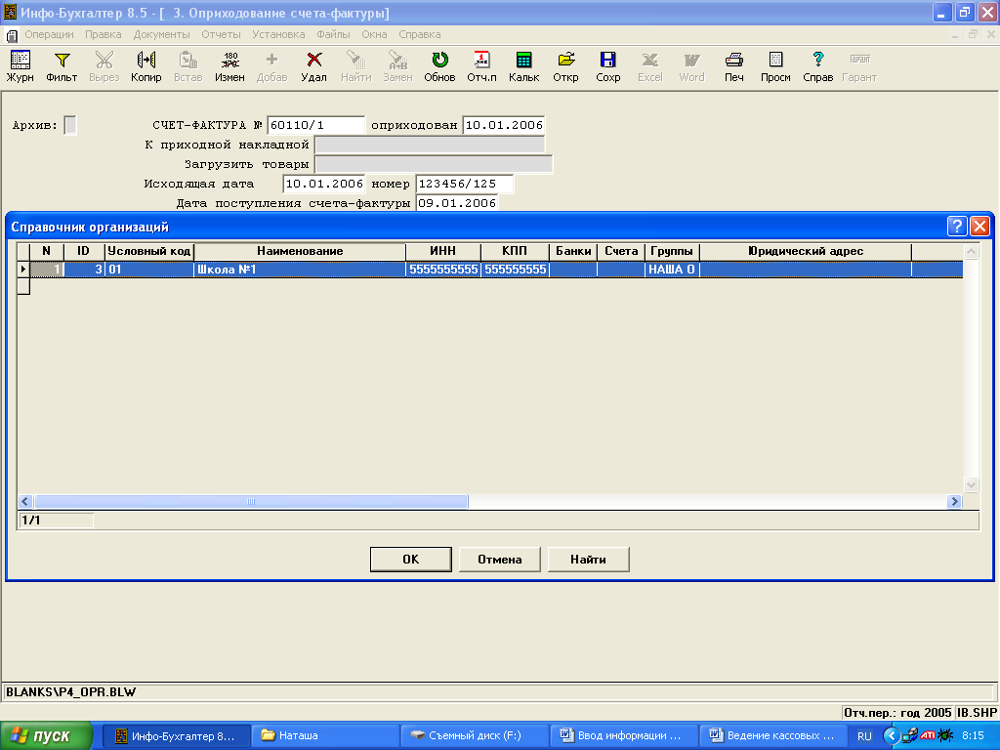 Инфо-Бухгалтер 8.5 - [  3. Оприходование счета-фактуры]
Операции Правка Документы Отчеты Установка Файлы Окна Справка
Журн Фильт Вырез Копир Встав Измен Добав Удал Найти Замен Обнов Отч.п Кальк Откр Сохр Excel Word Печ Просм Справ Гарант
Архив: СЧЕТ-ФАКТУРА № 60110/1 оприходован 10.01.2006
К приходной накладной
Загрузить товары
Исходящая дата 10.01.2006 номер 123456/125
Дата поступления счета-фактуры 09.01.2006
Справочник организаций
N ID Условный код Наименование ИНН КПП Банки Счета Группы Юридический адрес
1 3 01 Школа №1 5555555555 555555555 НАША О
1/1
OK Отмена Найти
BLANKS\P4_OPR.BLW
Отч.пер.: год 2005 IB.SHP
пуск Инфо-Бухгалтер 8... Наташа Съемный диск (F:) Ввод информации ... Ведение кассовых ... RU 8:15